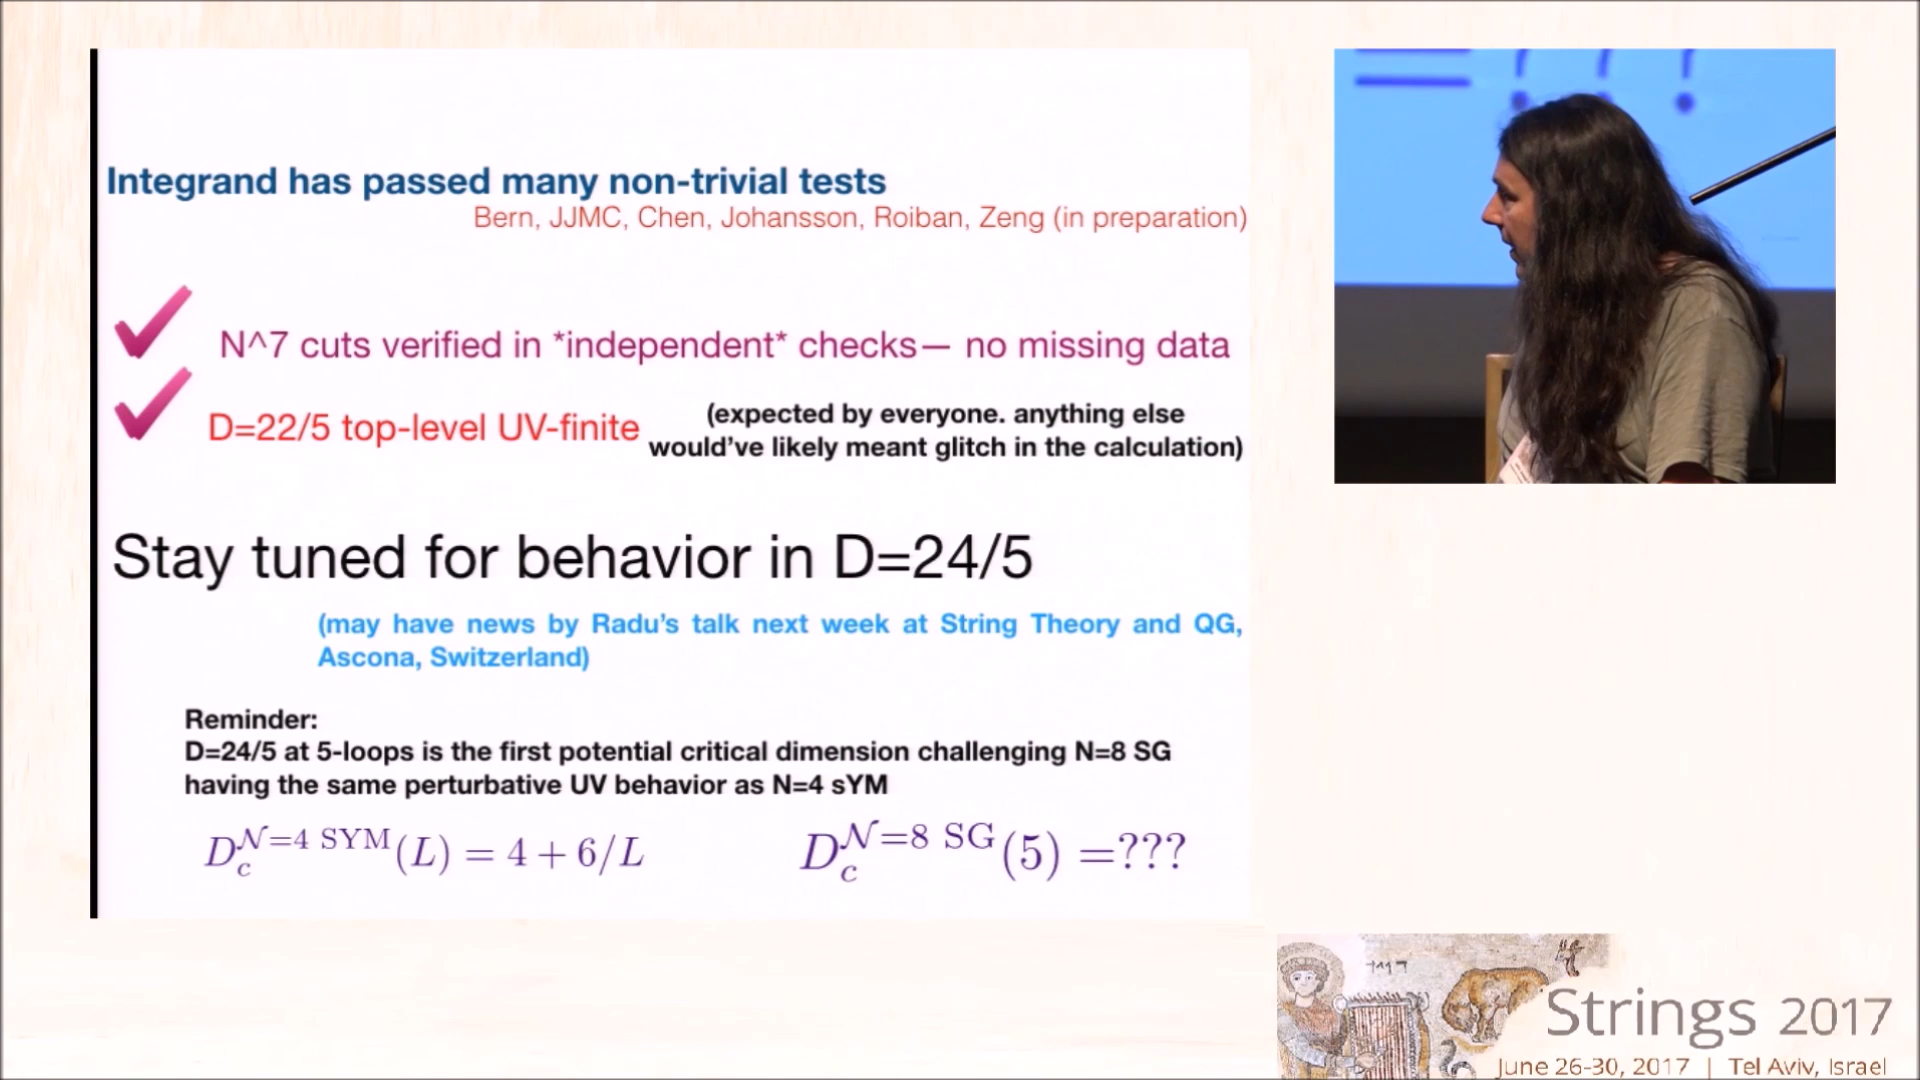 Integrand has passed many non-trivial tests
Bern, JJMC, Chen, Johansson, Roiban, Zeng (in preparation)
N^7 cuts verified in *independent* checks— no missing data
D=22/5 top-level UV-finite
(expected by everyone. anything else
would've likely meant glitch in the calculation)
Stay tuned for behavior in D=24/5
(may have news by Radu's talk next week at String Theory and QG,
Ascona, Switzerland)
Reminder:
D=24/5 at 5-loops is the first potential critical dimension challenging N=8 SG
having the same perturbative UV behavior as N=4 sYM
$D_c^{\mathcal{N}=4\ \mathrm{SYM}}(L) = 4 + 6/L$
$D_c^{\mathcal{N}=8\ \mathrm{SG}}(5) =???$
Strings 2017
June 26-30, 2017 | Tel Aviv, Israel